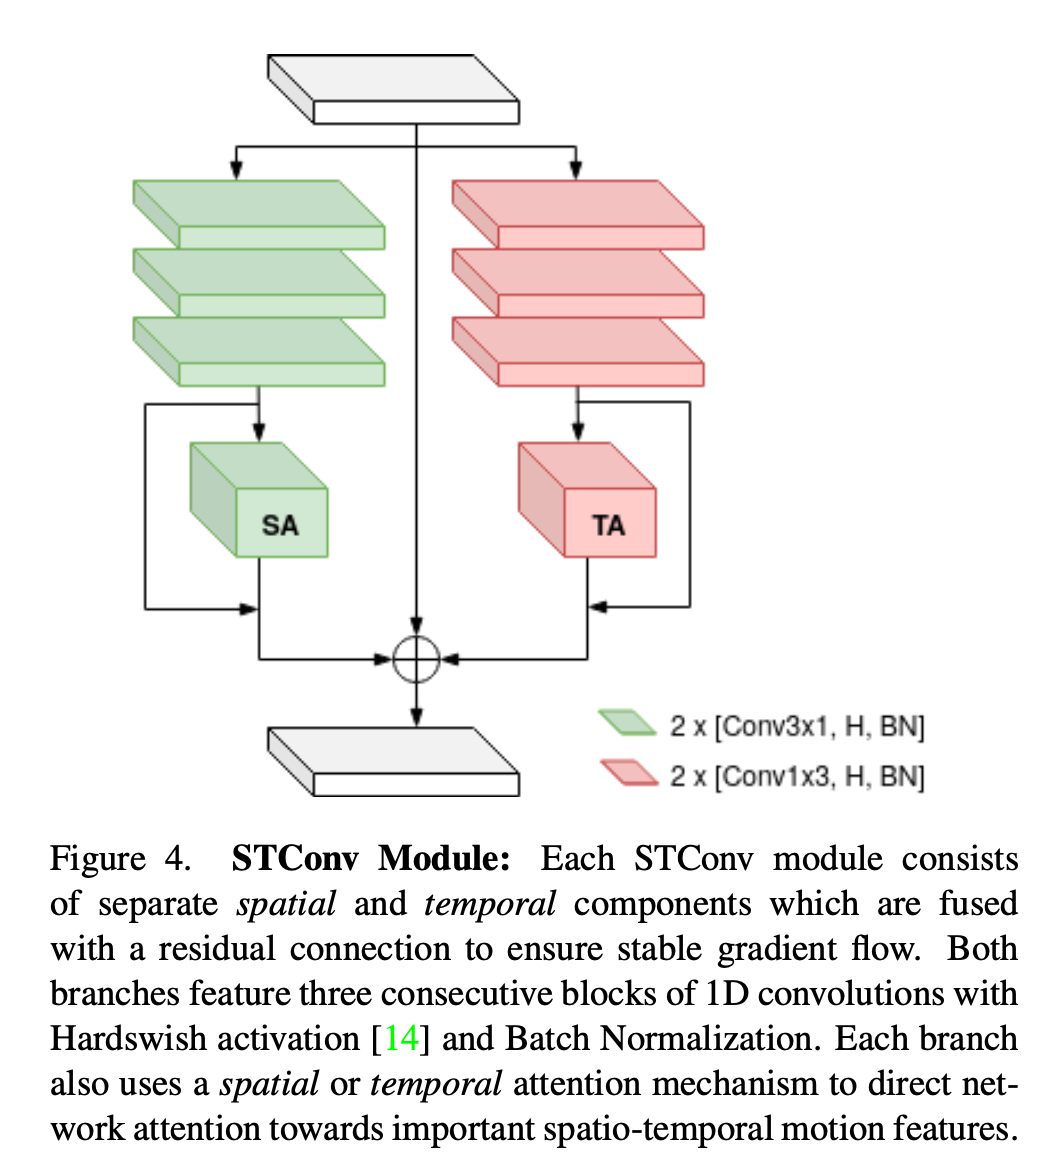 SA
TA
2 x [Conv3x1, H, BN]
2 x [Conv1x3, H, BN]
Figure 4. STConv Module: Each STConv module consists
of separate spatial and temporal components which are fused
with a residual connection to ensure stable gradient flow. Both
branches feature three consecutive blocks of 1D convolutions with
Hardswish activation [14] and Batch Normalization. Each branch
also uses a spatial or temporal attention mechanism to direct net-
work attention towards important spatio-temporal motion features.